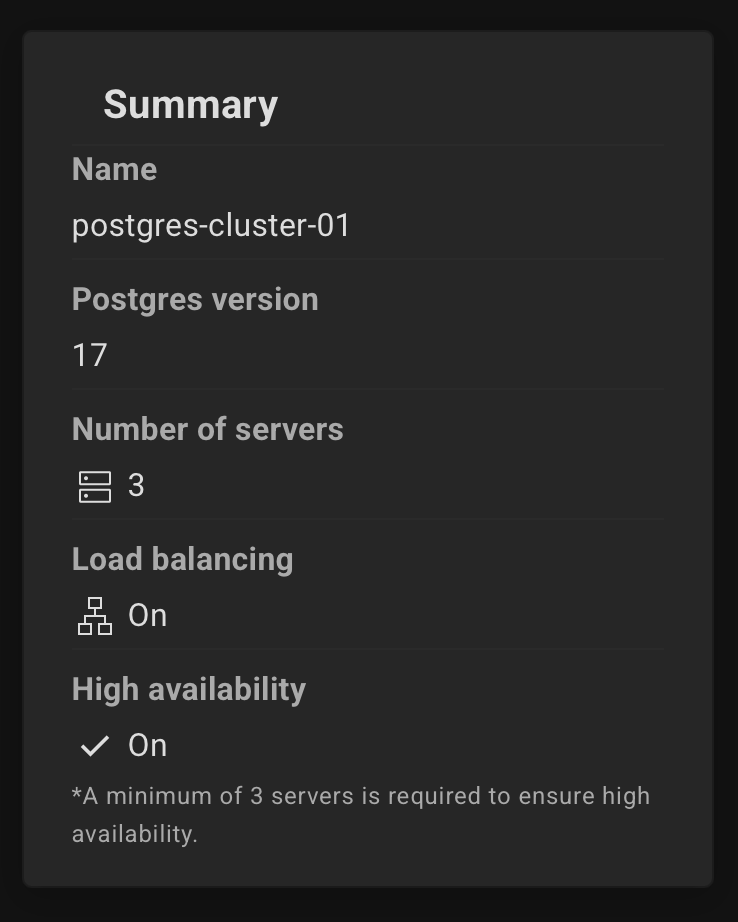 Summary
Name
postgres-cluster-01
Postgres version
17
Number of servers
3
Load balancing
On
High availability
On
*A minimum of 3 servers is required to ensure high
availability.